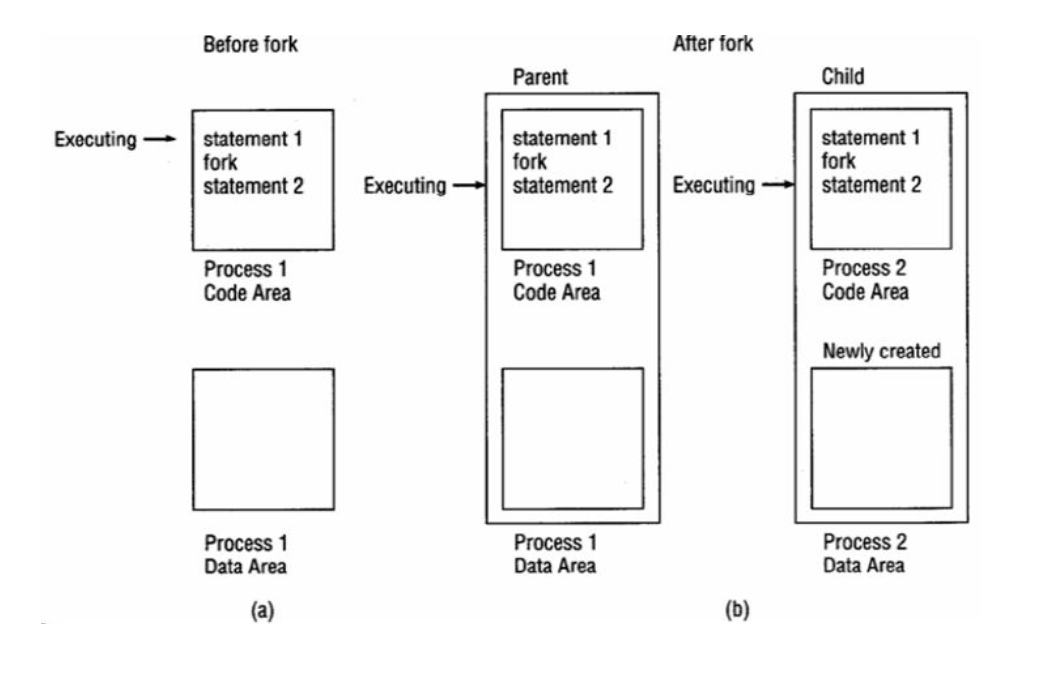 Before fork
After fork
Parent
Child
Executing
statement 1
fork
statement 2
Process 1
Code Area
Executing
statement 1
fork
statement 2
Process 1
Code Area
Executing
statement 1
fork
statement 2
Process 2
Code Area
Newly created
Process 1
Data Area
Process 1
Data Area
Process 2
Data Area
(a)
(b)